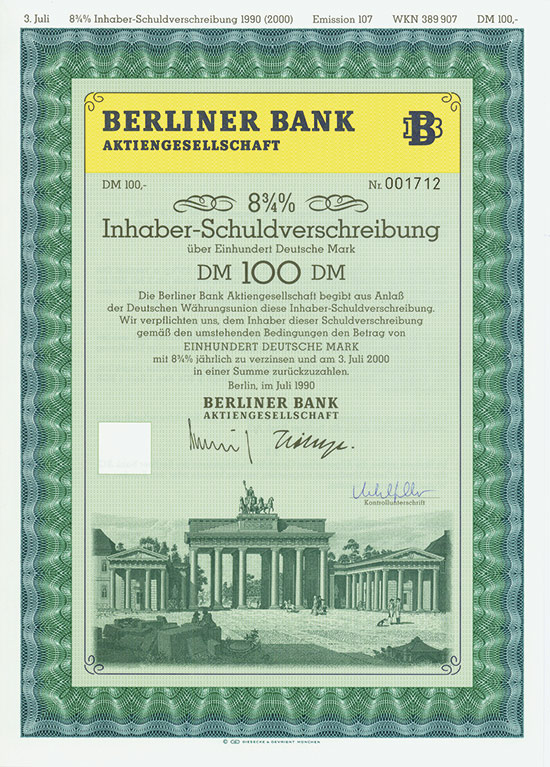 3. Juli 8¾% Inhaber-Schuldverschreibung 1990 (2000) Emission 107 WKN 389 907 DM 100,-
BERLINER BANK
AKTIENGESELLSCHAFT
B
DM 100,- Nr. 001712
8¾%
Inhaber-Schuldverschreibung
über Einhundert Deutsche Mark
DM 100 DM
Die Berliner Bank Aktiengesellschaft begibt aus Anlaß
der Deutschen Währungsunion diese Inhaber-Schuldverschreibung.
Wir verpflichten uns, dem Inhaber dieser Schuldverschreibung
gemäß den umstehenden Bedingungen den Betrag von
EINHUNDERT DEUTSCHE MARK
mit 8¾% jährlich zu verzinsen und am 3. Juli 2000
in einer Summe zurückzuzahlen.
Berlin, im Juli 1990
BERLINER BANK
AKTIENGESELLSCHAFT
Kontrollunterschrift
© GD GIESECKE & DEVRIENT MÜNCHEN